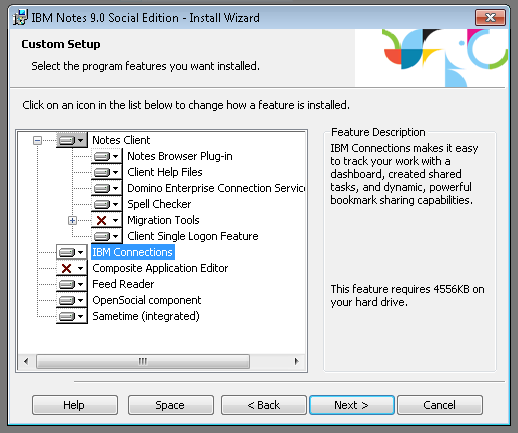 IBM Notes 9.0 Social Edition - Install Wizard
Custom Setup
Select the program features you want installed.
Click on an icon in the list below to change how a feature is installed.
Notes Client
Notes Browser Plug-in
Client Help Files
Domino Enterprise Connection Service
Spell Checker
Migration Tools
Client Single Logon Feature
IBM Connections
Composite Application Editor
Feed Reader
OpenSocial component
Sametime (integrated)
Feature Description
IBM Connections makes it easy
to track your work with a
dashboard, created shared
tasks, and dynamic, powerful
bookmark sharing capabilities.
This feature requires 4556KB on
your hard drive.
Help
Space
< Back
Next >
Cancel